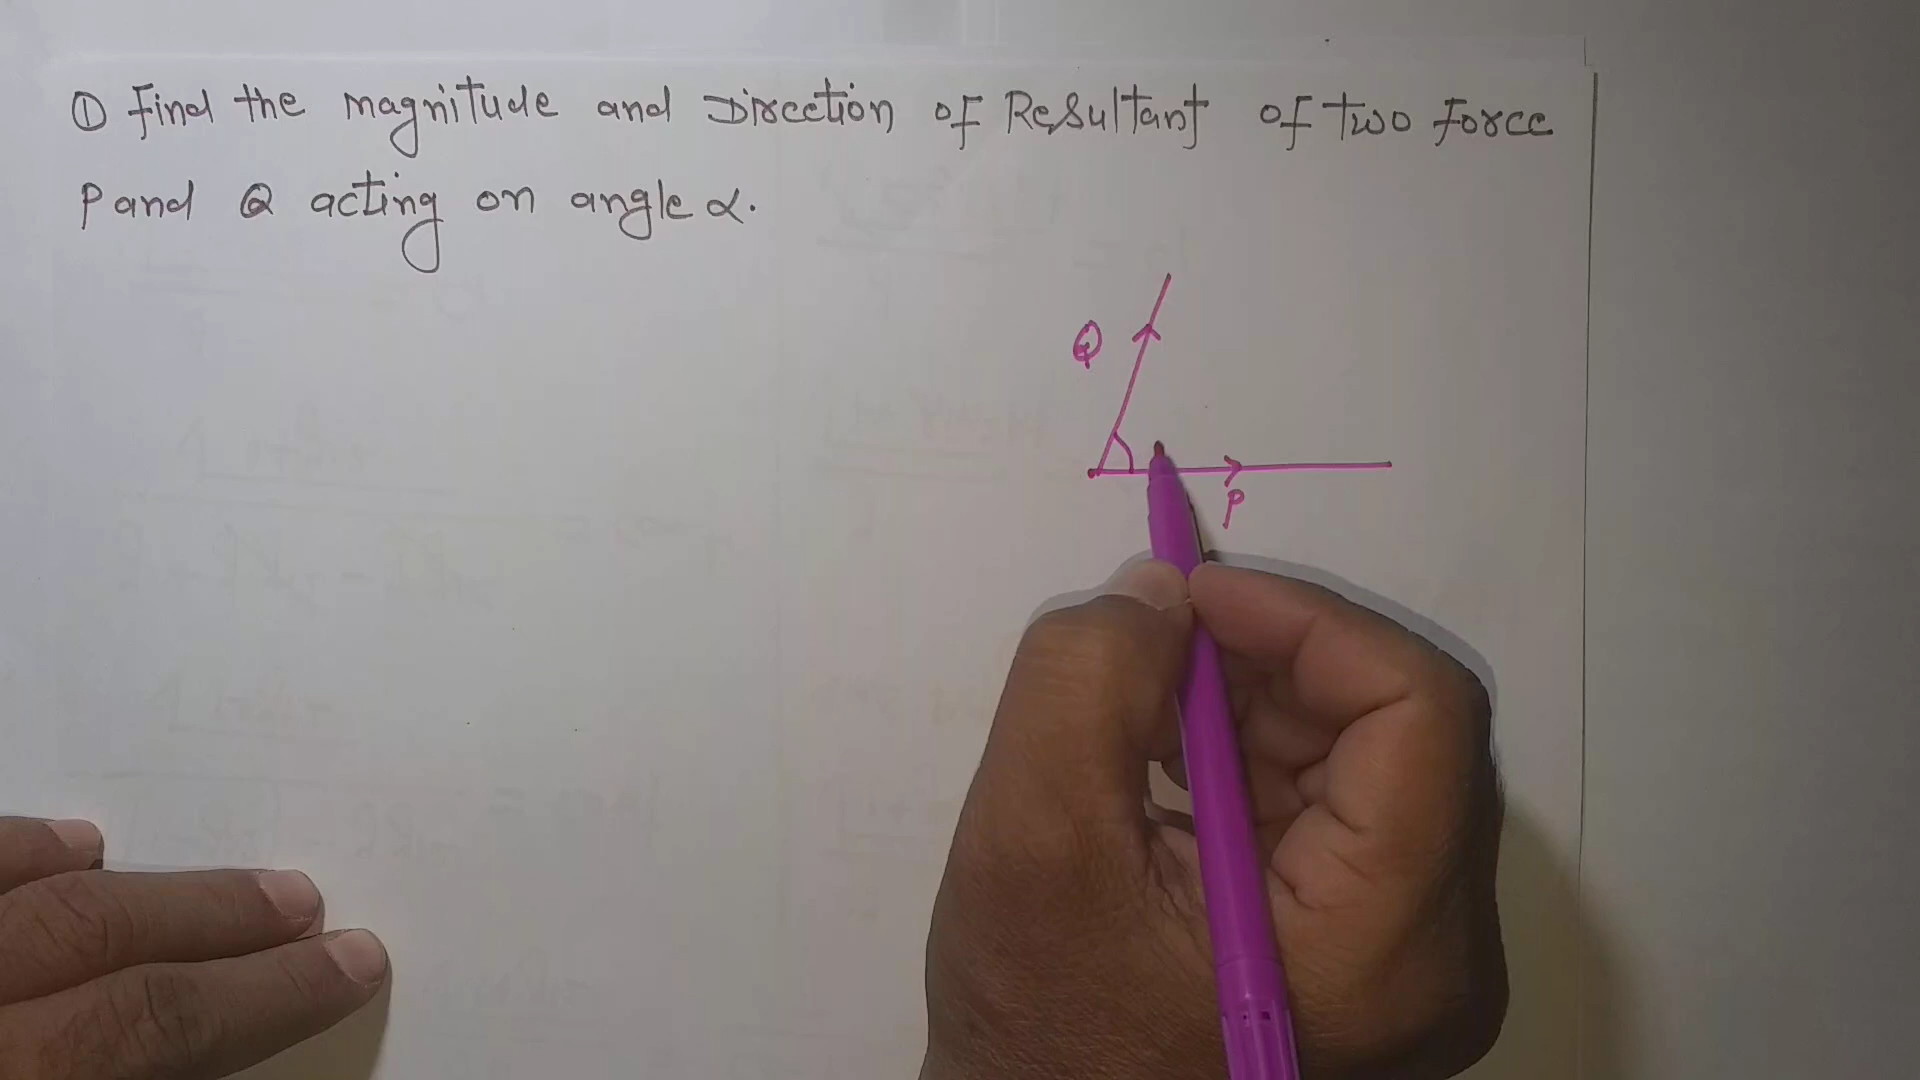 ① Find the magnitude and Direction of Resultant of two force
P and Q acting on angle α.
Q
P